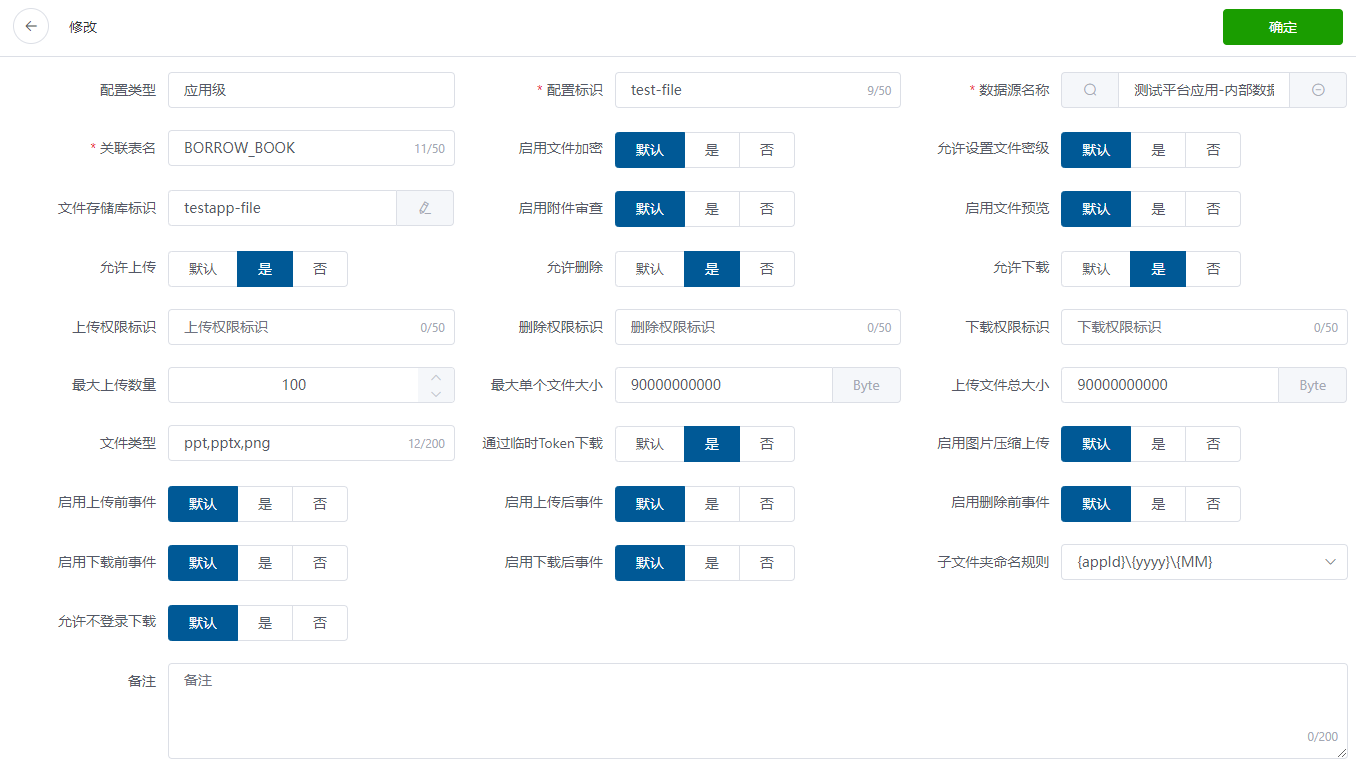 修改 确定
配置类型 应用级 * 配置标识 test-file 9/50 * 数据源名称 测试平台应用-内部数据
* 关联表名 BORROW_BOOK 11/50 启用文件加密 默认 是 否 允许设置文件密级 默认 是 否
文件存储库标识 testapp-file 启用附件审查 默认 是 否 启用文件预览 默认 是 否
允许上传 默认 是 否 允许删除 默认 是 否 允许下载 默认 是 否
上传权限标识 上传权限标识 0/50 删除权限标识 删除权限标识 0/50 下载权限标识 下载权限标识 0/50
最大上传数量 100 最大单个文件大小 90000000000 Byte 上传文件总大小 90000000000 Byte
文件类型 ppt,pptx,png 12/200 通过临时Token下载 默认 是 否 启用图片压缩上传 默认 是 否
启用上传前事件 默认 是 否 启用上传后事件 默认 是 否 启用删除前事件 默认 是 否
启用下载前事件 默认 是 否 启用下载后事件 默认 是 否 子文件夹命名规则 {appId}\{yyyy}\{MM}
允许不登录下载 默认 是 否
备注 备注
0/200